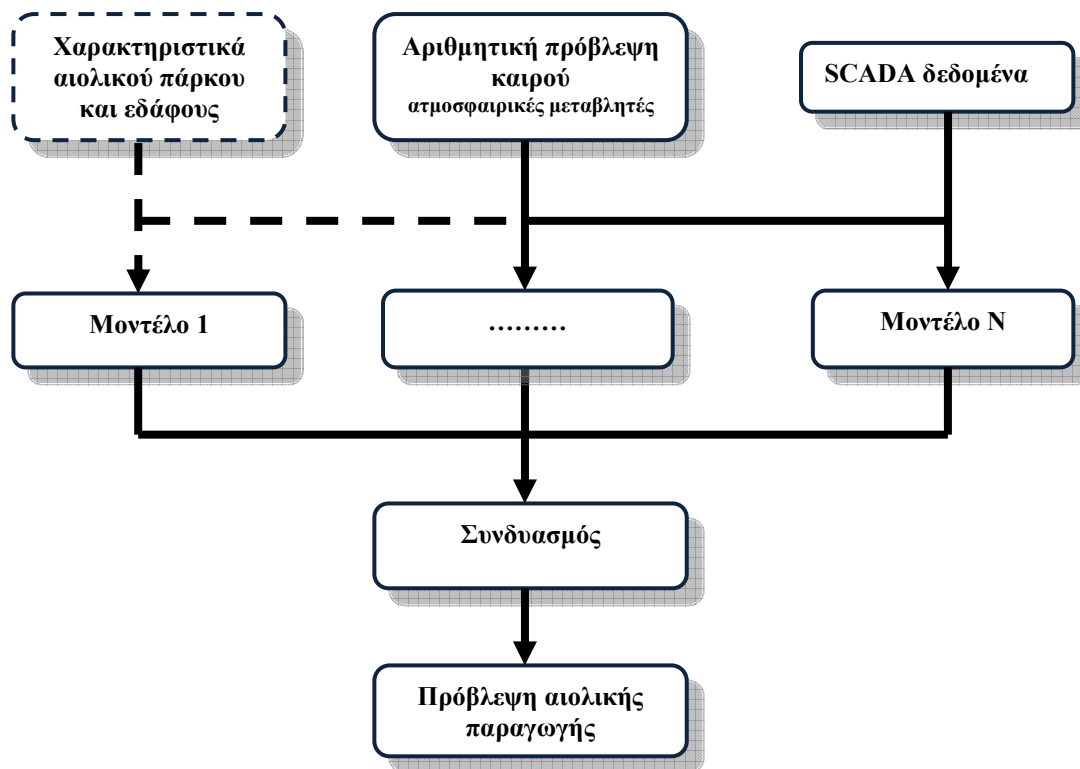 Χαρακτηριστικά
αιολικού πάρκου
και εδάφους
Αριθμητική πρόβλεψη
καιρού
ατμοσφαιρικές μεταβλητές
SCADA δεδομένα
Μοντέλο 1
………
Μοντέλο Ν
Συνδυασμός
Πρόβλεψη αιολικής
παραγωγής